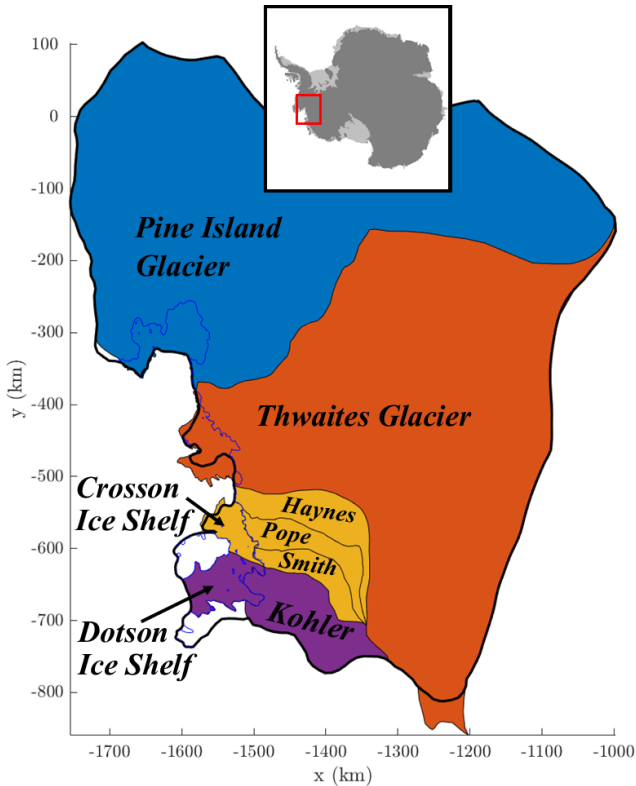 100
0
-100
-200
-300
-400
-500
-600
-700
-800
y (km)
Pine Island
Glacier
Thwaites Glacier
Crosson
Ice Shelf
Haynes
Pope
Smith
Kohler
Dotson
Ice Shelf
-1700 -1600 -1500 -1400 -1300 -1200 -1100 -1000
x (km)